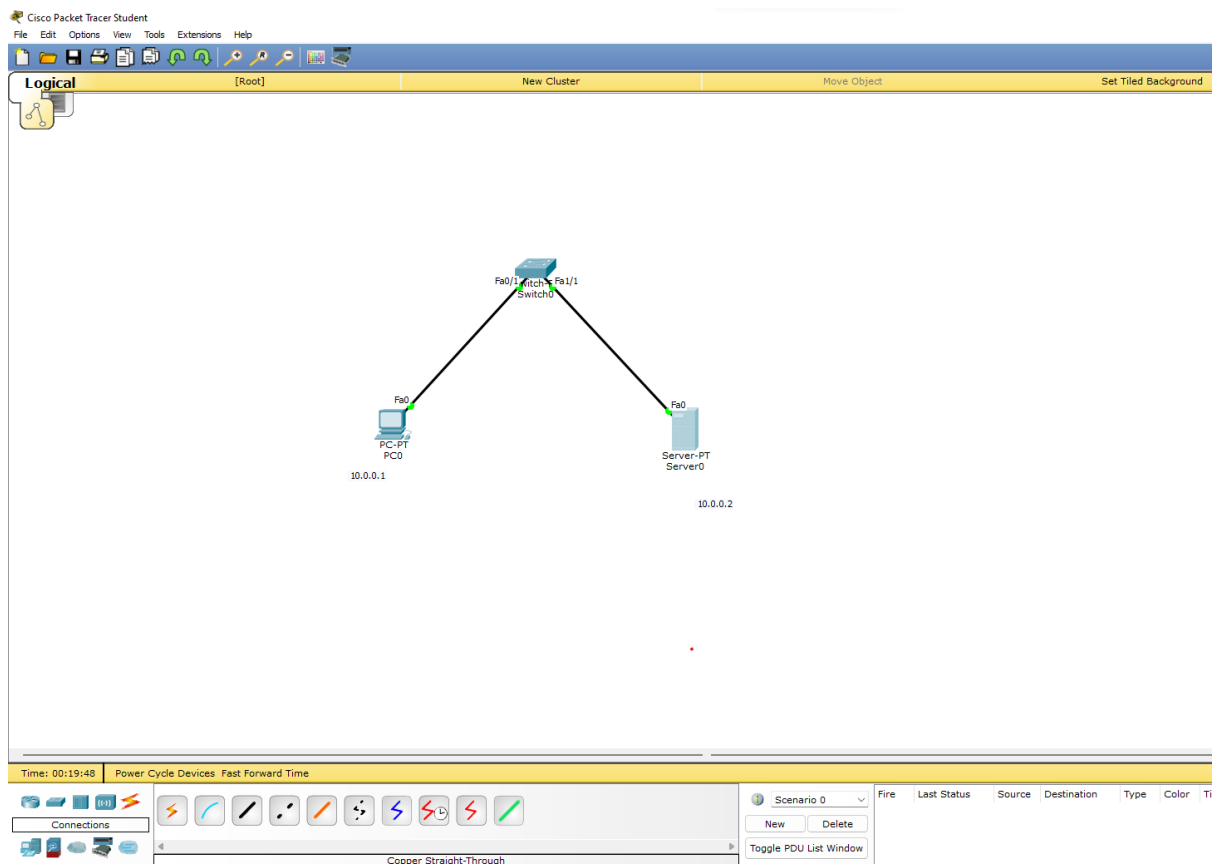 Cisco Packet Tracer Student
File Edit Options View Tools Extensions Help
Logical [Root] New Cluster Move Object Set Tiled Background
Fa0/1 Fa1/1
witch-
Switch0
Fa0
PC-PT
PC0
10.0.0.1
Fa0
Server-PT
Server0
10.0.0.2
Time: 00:19:48 Power Cycle Devices Fast Forward Time
Connections
Copper Straight-Through
Scenario 0
New Delete
Toggle PDU List Window
Fire Last Status Source Destination Type Color Ti